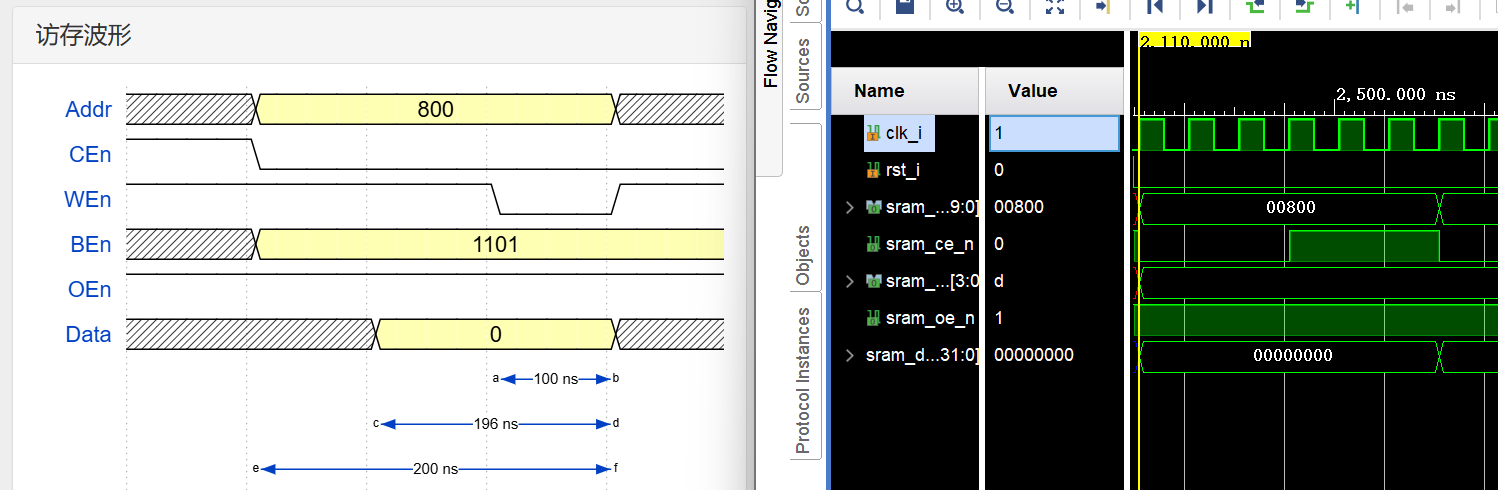 访存波形
Addr
800
CEn
WEn
BEn
1101
OEn
Data
0
a 100 ns b
c 196 ns d
e 200 ns f
Flow Navig
Sources
Objects
Protocol Instances
Name
Value
2,110.000 n
2,500.000 ns
clk_i
1
rst_i
0
sram_...9:0]
00800
00800
sram_ce_n
0
sram_...[3:0
d
sram_oe_n
1
sram_d...31:0]
00000000
00000000